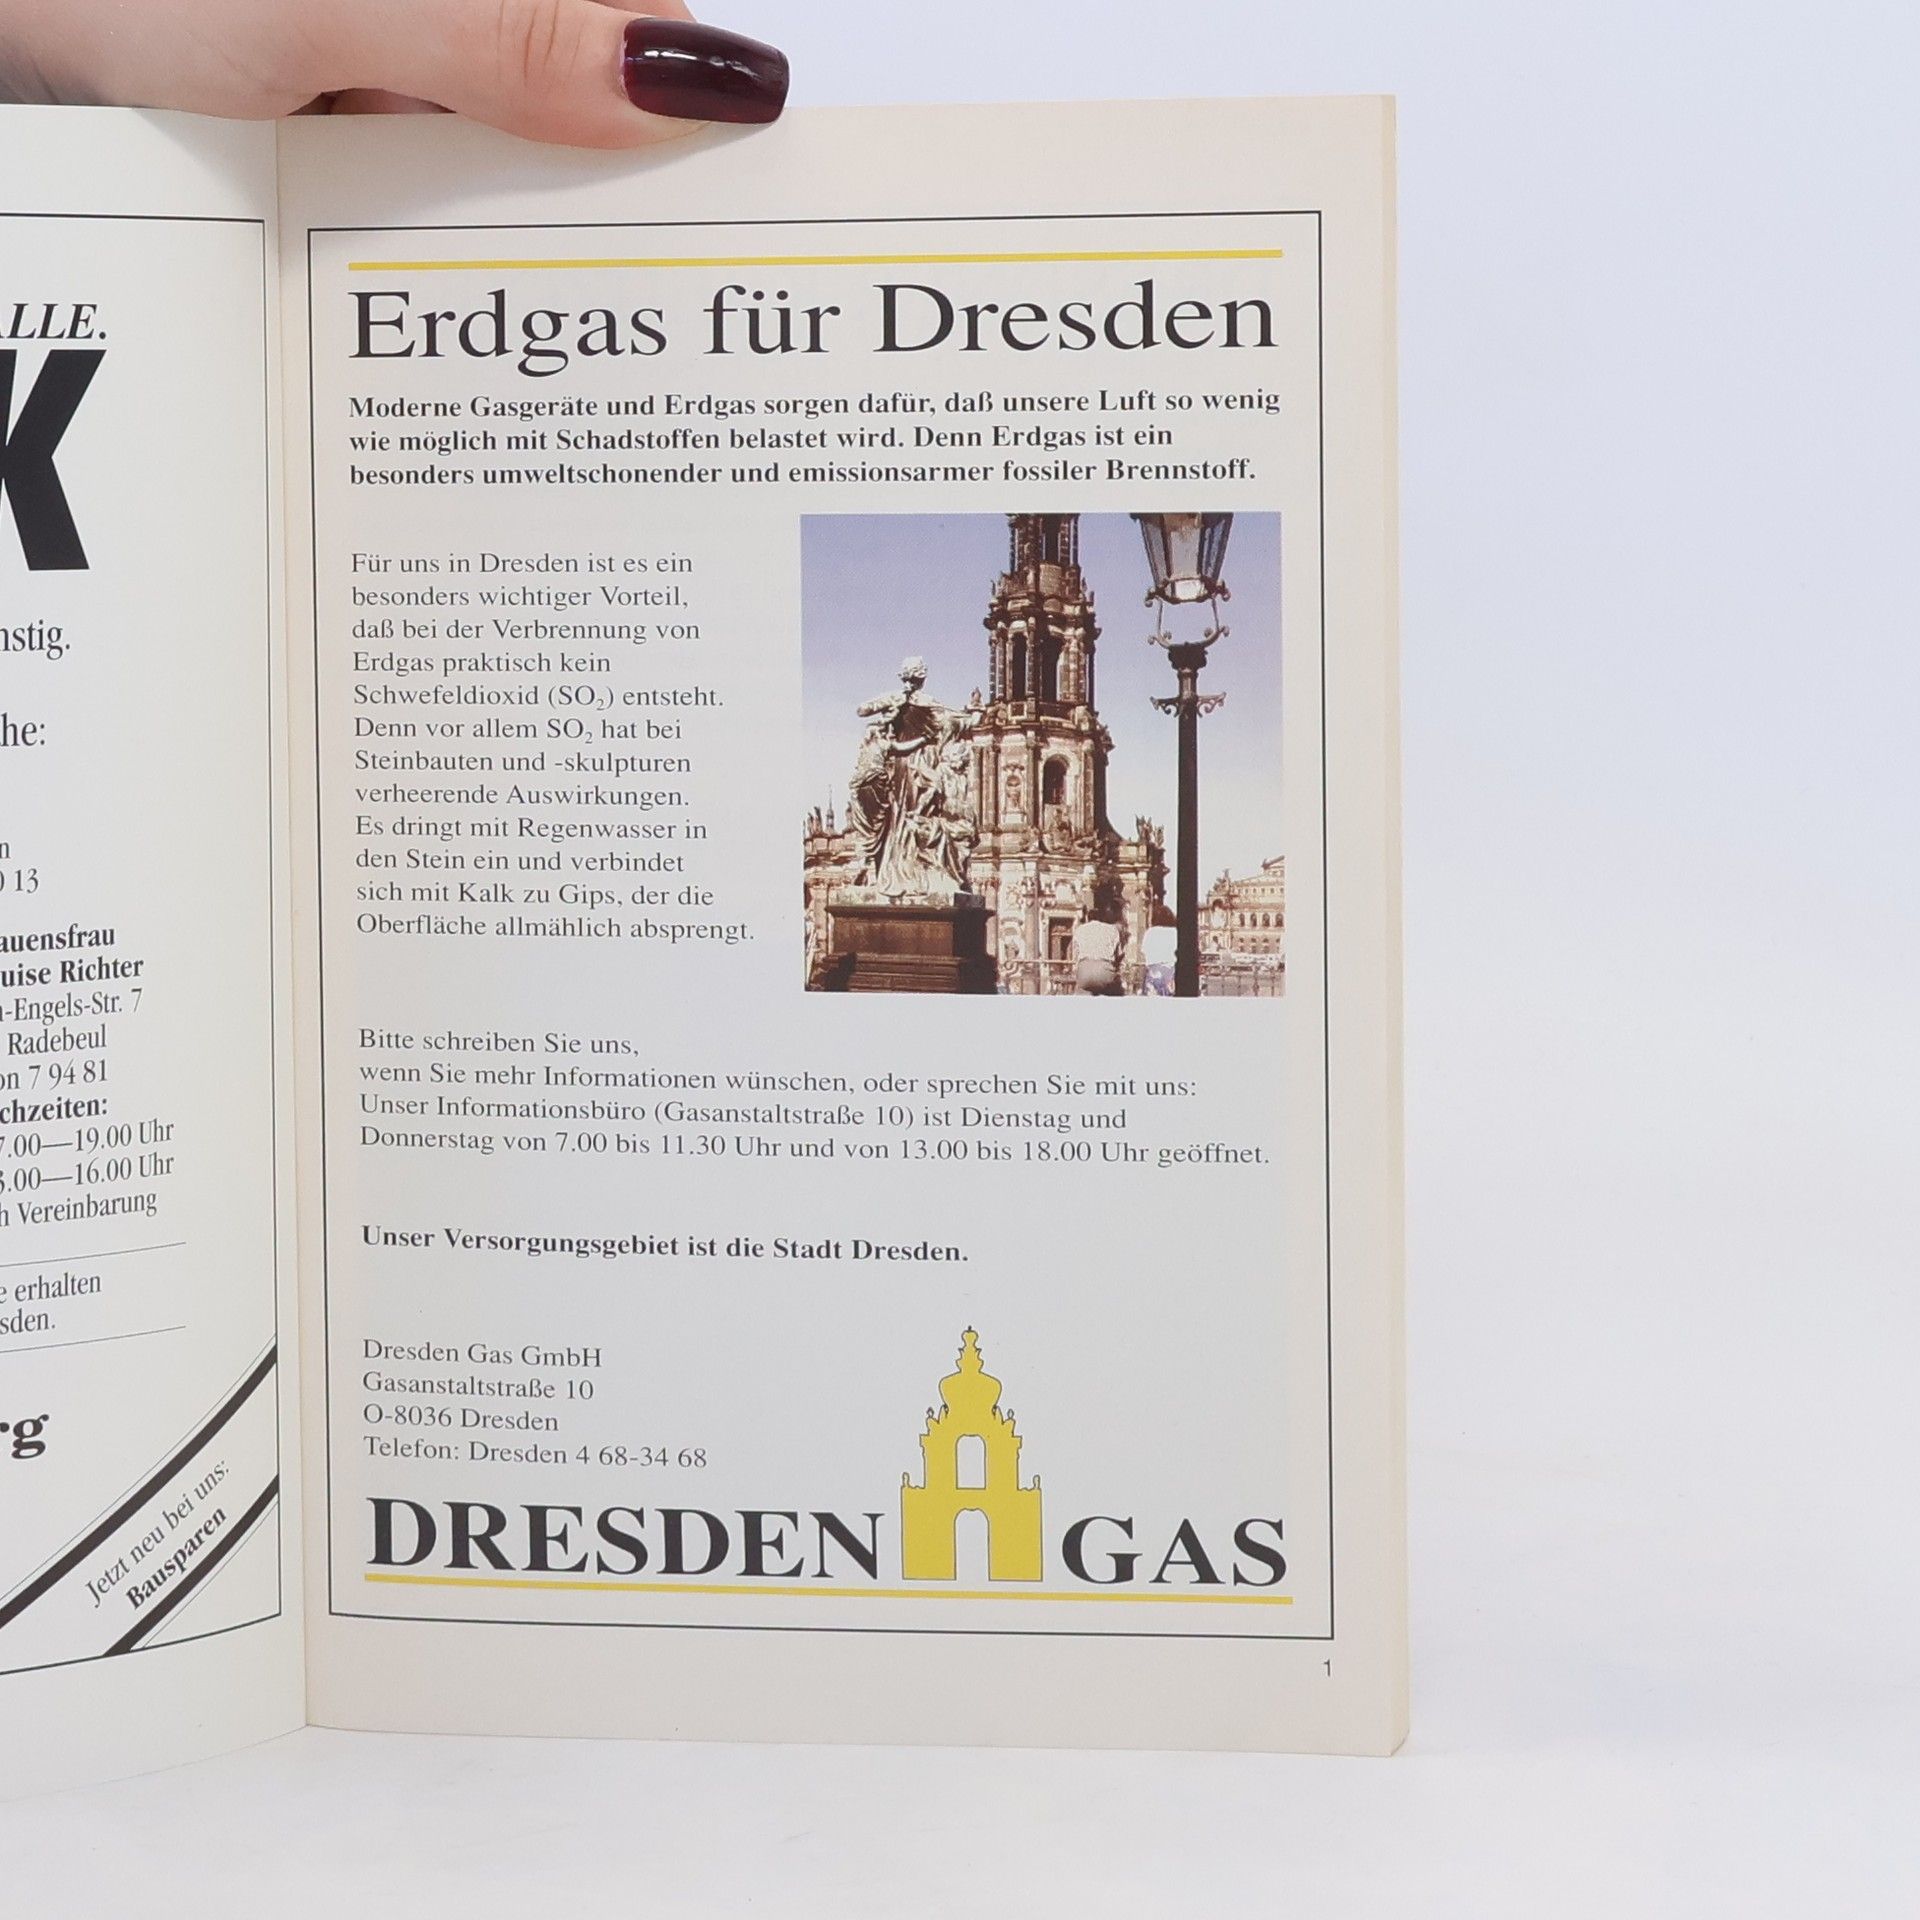 ALLE.
K
nstig.
he:
n
0 13
auensfrau
uise Richter
-Engels-Str. 7
Radebeul
on 7 94 81
chzeiten:
7.00—19.00 Uhr
.00—16.00 Uhr
h Vereinbarung
e erhalten
sden.
rg
Jetzt neu bei uns:
Bausparen
Erdgas für Dresden
Moderne Gasgeräte und Erdgas sorgen dafür, daß unsere Luft so wenig
wie möglich mit Schadstoffen belastet wird. Denn Erdgas ist ein
besonders umweltschonender und emissionsarmer fossiler Brennstoff.
Für uns in Dresden ist es ein
besonders wichtiger Vorteil,
daß bei der Verbrennung von
Erdgas praktisch kein
Schwefeldioxid (SO₂) entsteht.
Denn vor allem SO₂ hat bei
Steinbauten und -skulpturen
verheerende Auswirkungen.
Es dringt mit Regenwasser in
den Stein ein und verbindet
sich mit Kalk zu Gips, der die
Oberfläche allmählich absprengt.
Bitte schreiben Sie uns,
wenn Sie mehr Informationen wünschen, oder sprechen Sie mit uns:
Unser Informationsbüro (Gasanstaltstraße 10) ist Dienstag und
Donnerstag von 7.00 bis 11.30 Uhr und von 13.00 bis 18.00 Uhr geöffnet.
Unser Versorgungsgebiet ist die Stadt Dresden.
Dresden Gas GmbH
Gasanstaltstraße 10
O-8036 Dresden
Telefon: Dresden 4 68-34 68
DRESDEN GAS
1